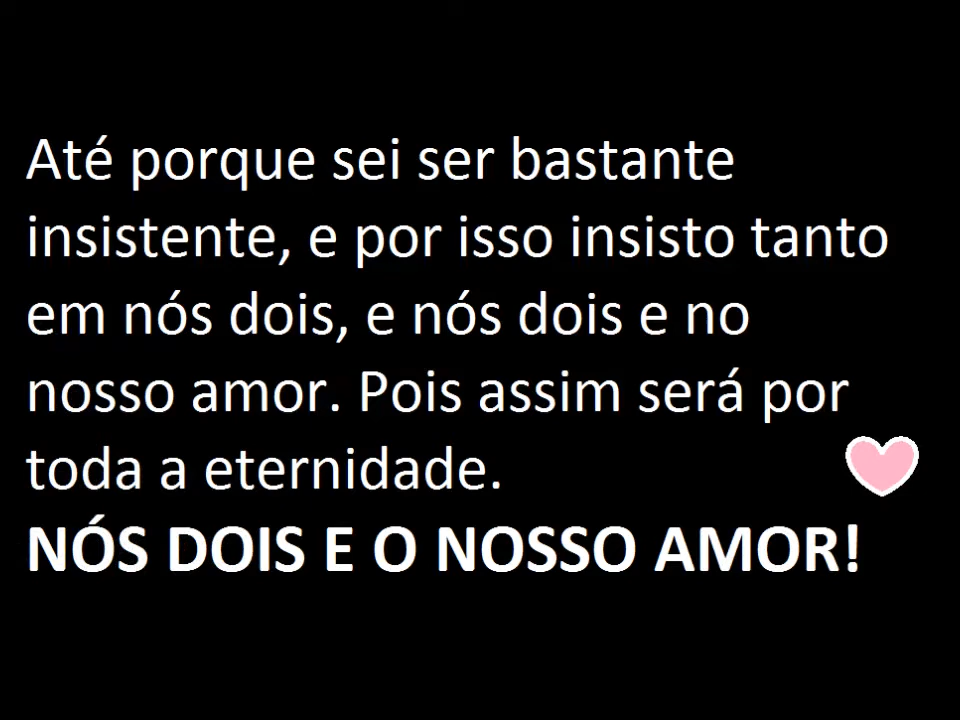 Até porque sei ser bastante
insistente, e por isso insisto tanto
em nós dois, e nós dois e no
nosso amor. Pois assim será por
toda a eternidade.
NÓS DOIS E O NOSSO AMOR!